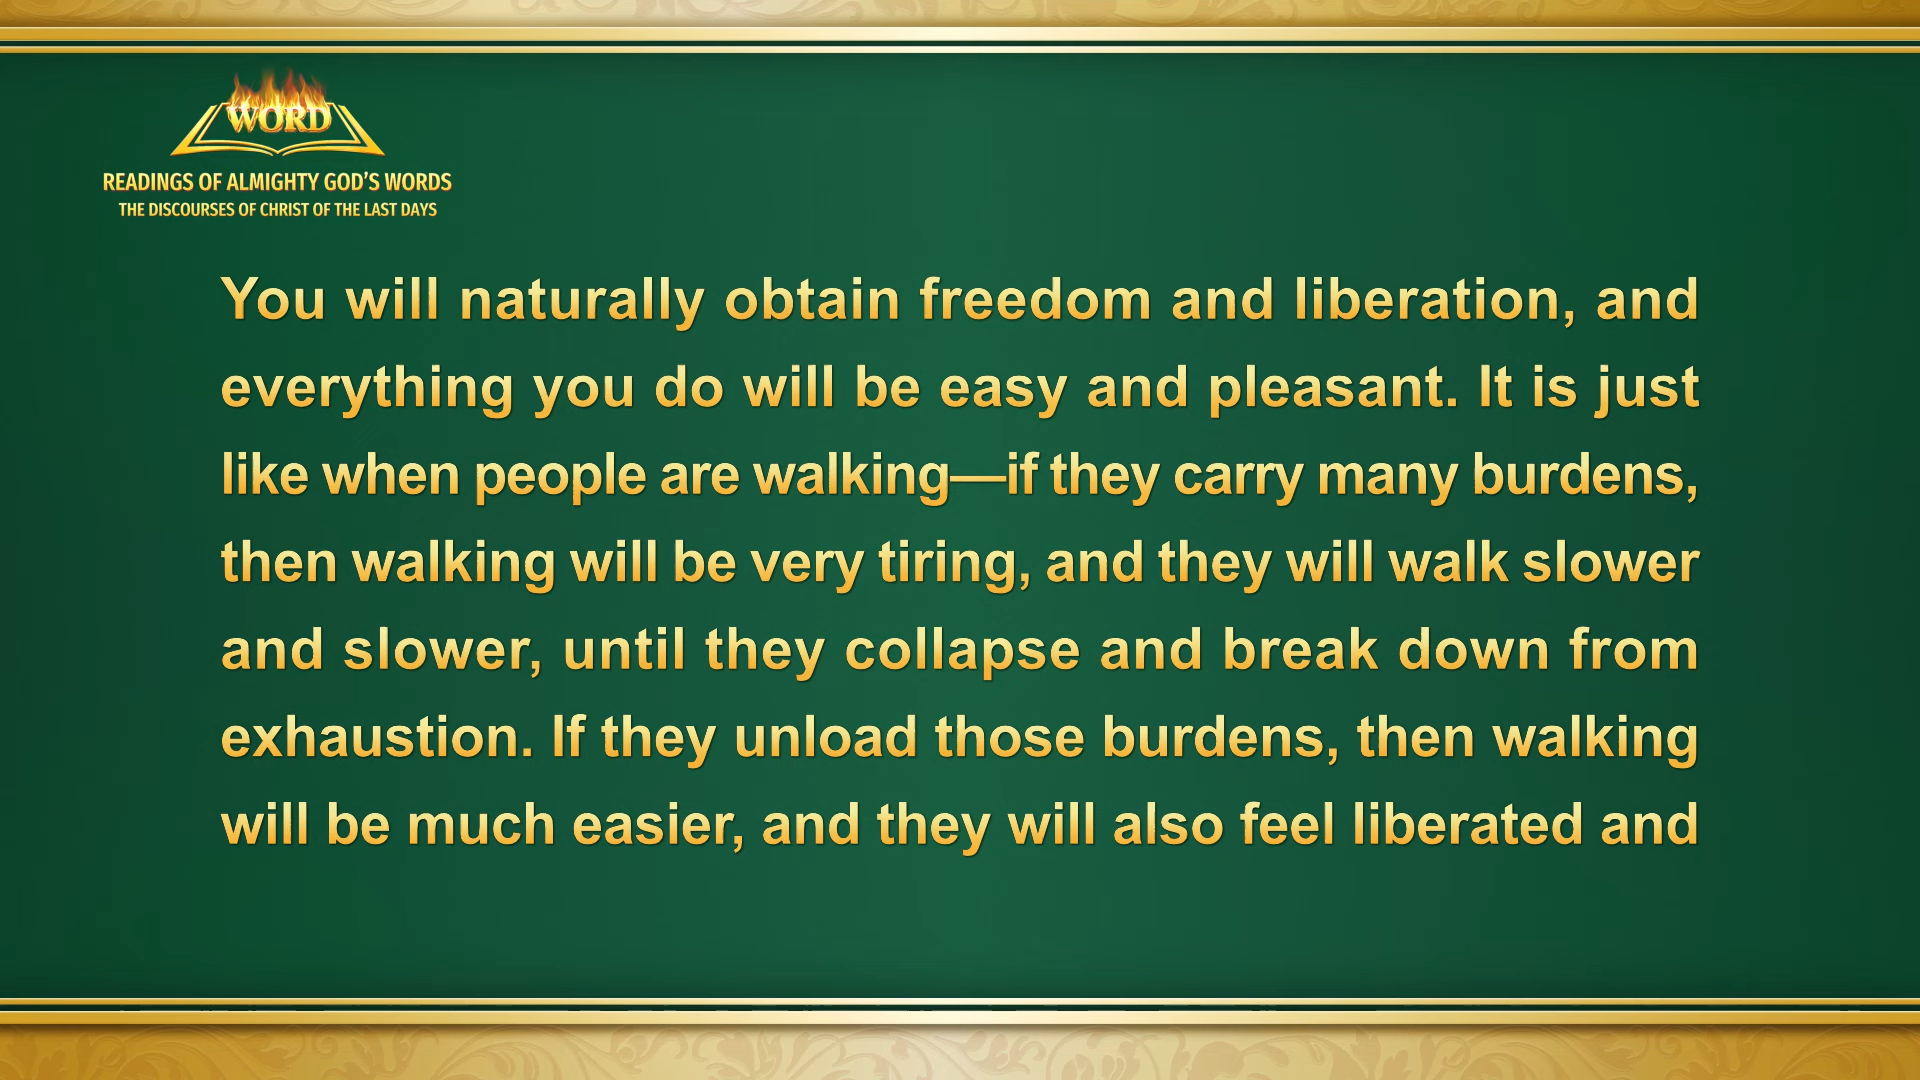 WORD
READINGS OF ALMIGHTY GOD'S WORDS
THE DISCOURSES OF CHRIST OF THE LAST DAYS
You will naturally obtain freedom and liberation, and
everything you do will be easy and pleasant. It is just
like when people are walking—if they carry many burdens,
then walking will be very tiring, and they will walk slower
and slower, until they collapse and break down from
exhaustion. If they unload those burdens, then walking
will be much easier, and they will also feel liberated and